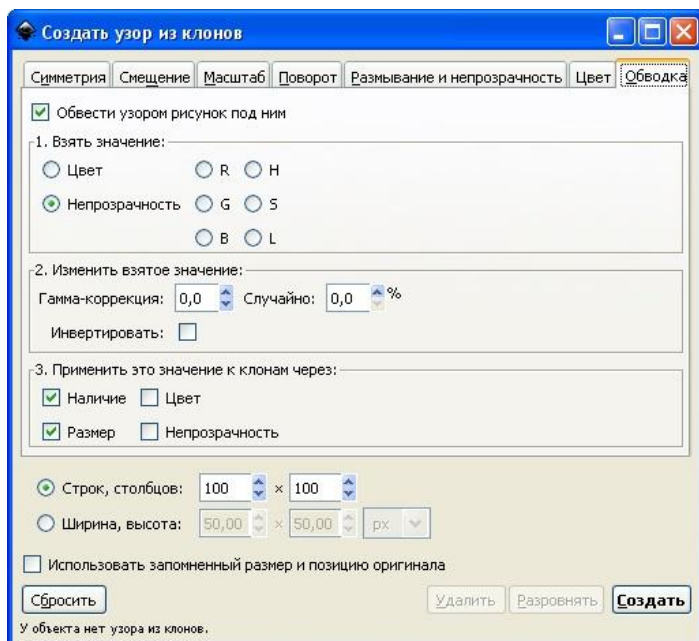 Создать узор из клонов
Симметрия Смещение Масштаб Поворот Размывание и непрозрачность Цвет Обводка
Обвести узором рисунок под ним
1. Взять значение:
Цвет R H
Непрозрачность G S
B L
2. Изменить взятое значение:
Гамма-коррекция: 0,0 Случайно: 0,0 %
Инвертировать:
3. Применить это значение к клонам через:
Наличие Цвет
Размер Непрозрачность
Строк, столбцов: 100 × 100
Ширина, высота: 50,00 × 50,00 px
Использовать запомненный размер и позицию оригинала
Сбросить Удалить Разровнять Создать
У объекта нет узора из клонов.